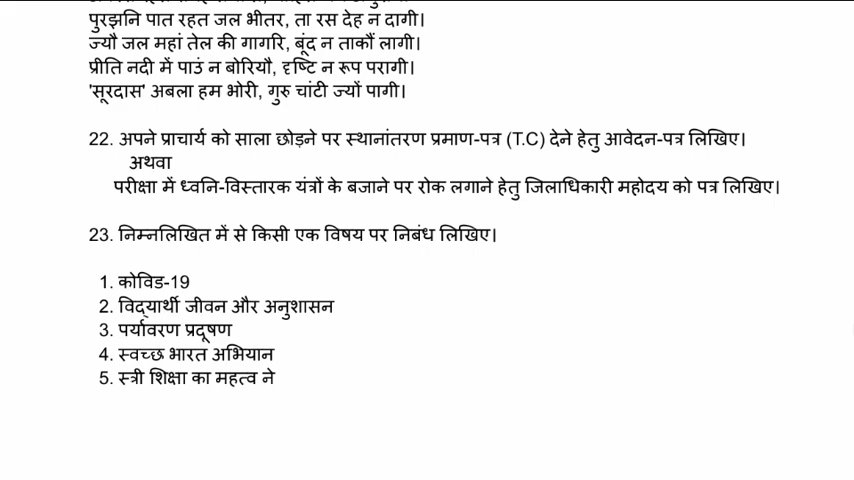 पुरझनि पात रहत जल भीतर, ता रस देह न दागी।
ज्यौ जल महां तेल की गागरि, बूंद न ताकौं लागी।
प्रीति नदी में पाउं न बोरियौ, दृष्टि न रूप परागी।
'सूरदास' अबला हम भोरी, गुरु चांटी ज्यों पागी।
22. अपने प्राचार्य को साला छोड़ने पर स्थानांतरण प्रमाण-पत्र (T.C) देने हेतु आवेदन-पत्र लिखिए।
अथवा
परीक्षा में ध्वनि-विस्तारक यंत्रों के बजाने पर रोक लगाने हेतु जिलाधिकारी महोदय को पत्र लिखिए।
23. निम्नलिखित में से किसी एक विषय पर निबंध लिखिए।
1. कोविड-19
2. विद्यार्थी जीवन और अनुशासन
3. पर्यावरण प्रदूषण
4. स्वच्छ भारत अभियान
5. स्त्री शिक्षा का महत्व ने